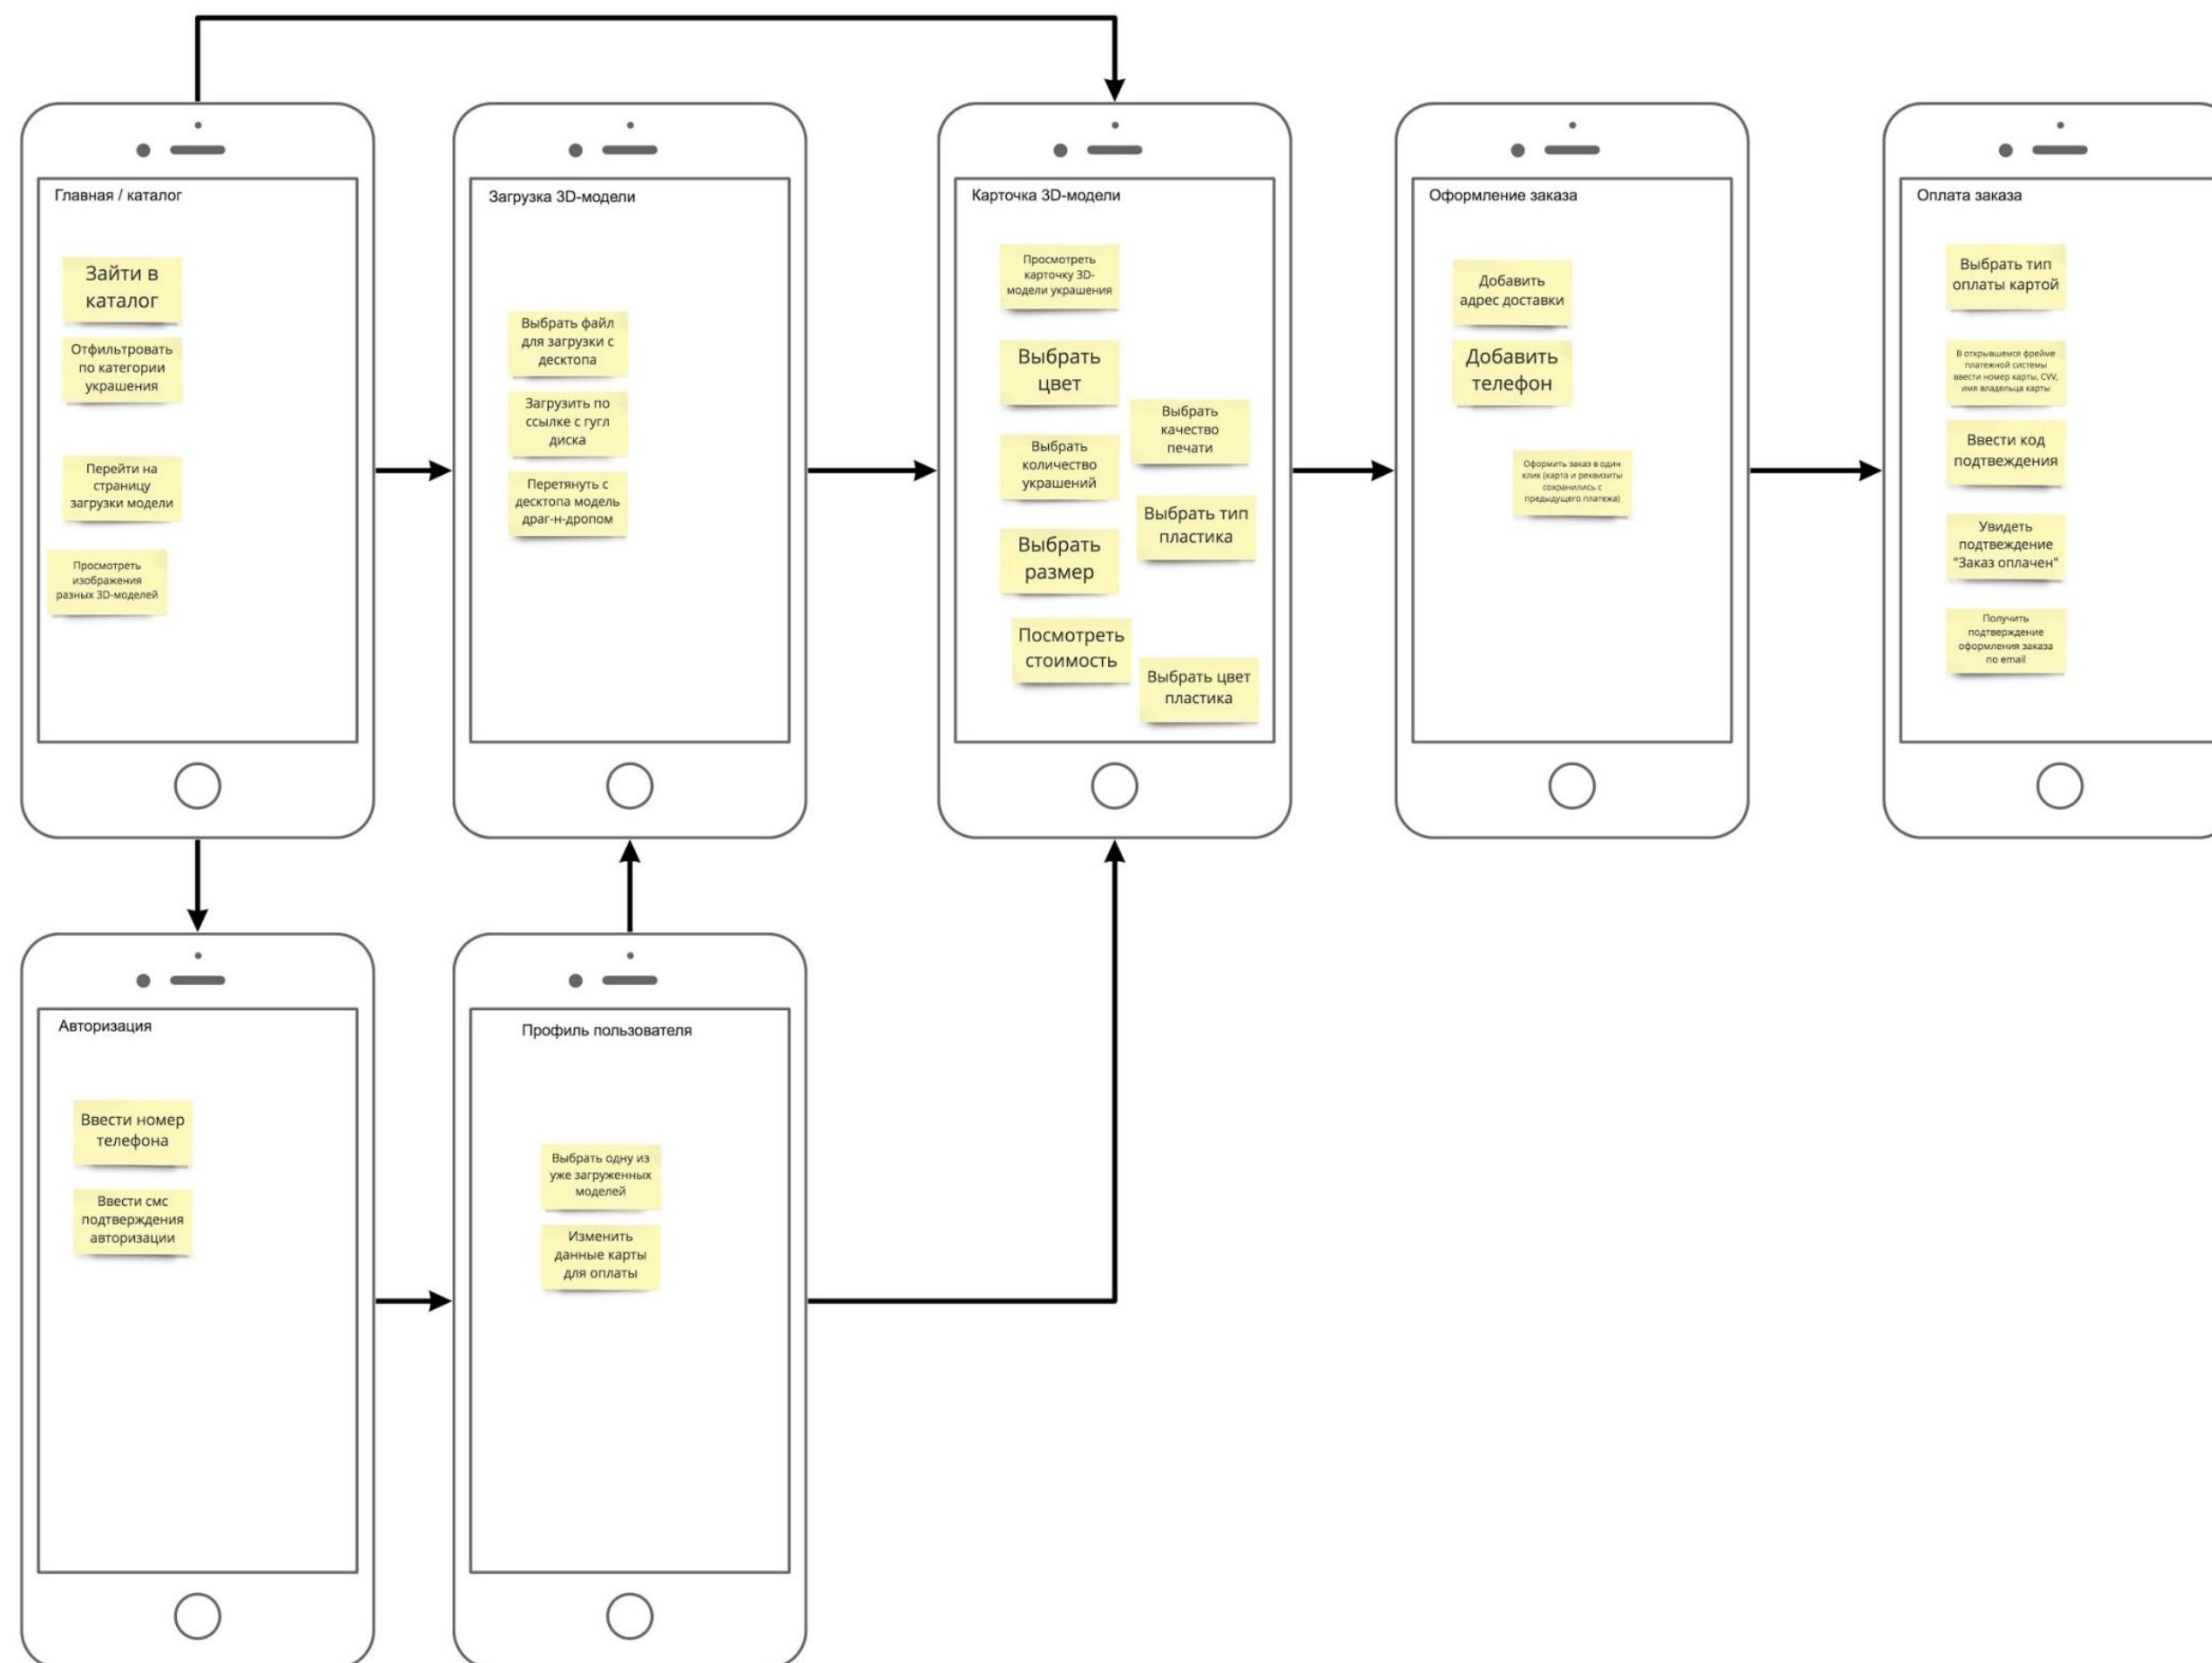 Главная / каталог
Зайти в
каталог
Отфильтровать
по категории
украшения
Перейти на
страницу
загрузки модели
Просмотреть
изображения
разных 3D-моделей
Загрузка 3D-модели
Выбрать файл
для загрузки с
десктопа
Загрузить по
ссылке с гугл
диска
Перетянуть с
десктопа модель
драг-н-дропом
Карточка 3D-модели
Просмотреть
карточку 3D-
модели украшения
Выбрать
цвет
Выбрать
качество
печати
Выбрать
количество
украшений
Выбрать тип
пластика
Выбрать
размер
Посмотреть
стоимость
Выбрать цвет
пластика
Оформление заказа
Добавить
адрес доставки
Добавить
телефон
Оформить заказ в один
клик (карта и реквизиты
сохранились с
предыдущего платежа)
Оплата заказа
Выбрать тип
оплаты картой
В открывшемся фрейме
платежной системы
ввести номер карты, CVV,
имя владельца карты
Ввести код
подтвеждения
Увидеть
подтвеждение
"Заказ оплачен"
Получить
подтверждение
оформления заказа
по email
Авторизация
Ввести номер
телефона
Ввести смс
подтверждения
авторизации
Профиль пользователя
Выбрать одну из
уже загруженных
моделей
Изменить
данные карты
для оплаты